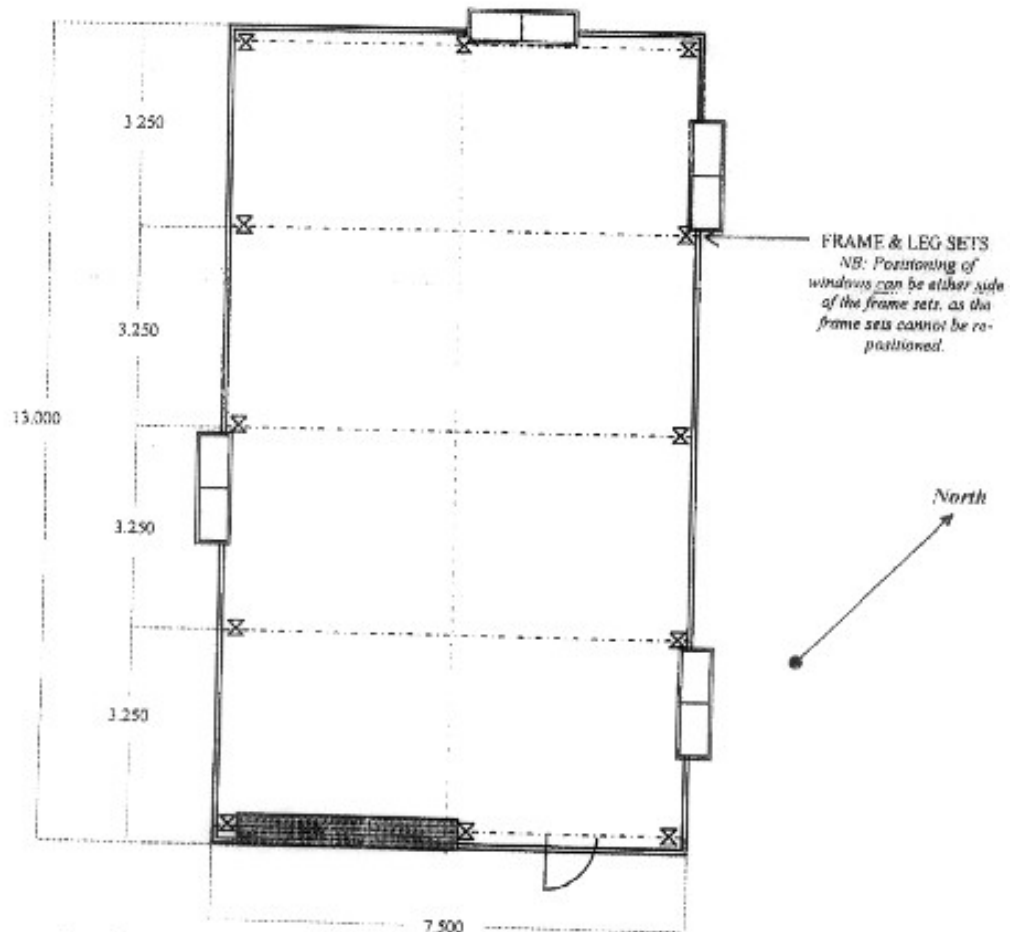 3.250
FRAME & LEG SETS
NB: Posistoning of
windows can be either side
of the frame sets, as the
frame sets cannot be re-
positioned.
3.250
13.000
North
3.250
3.250
7.500